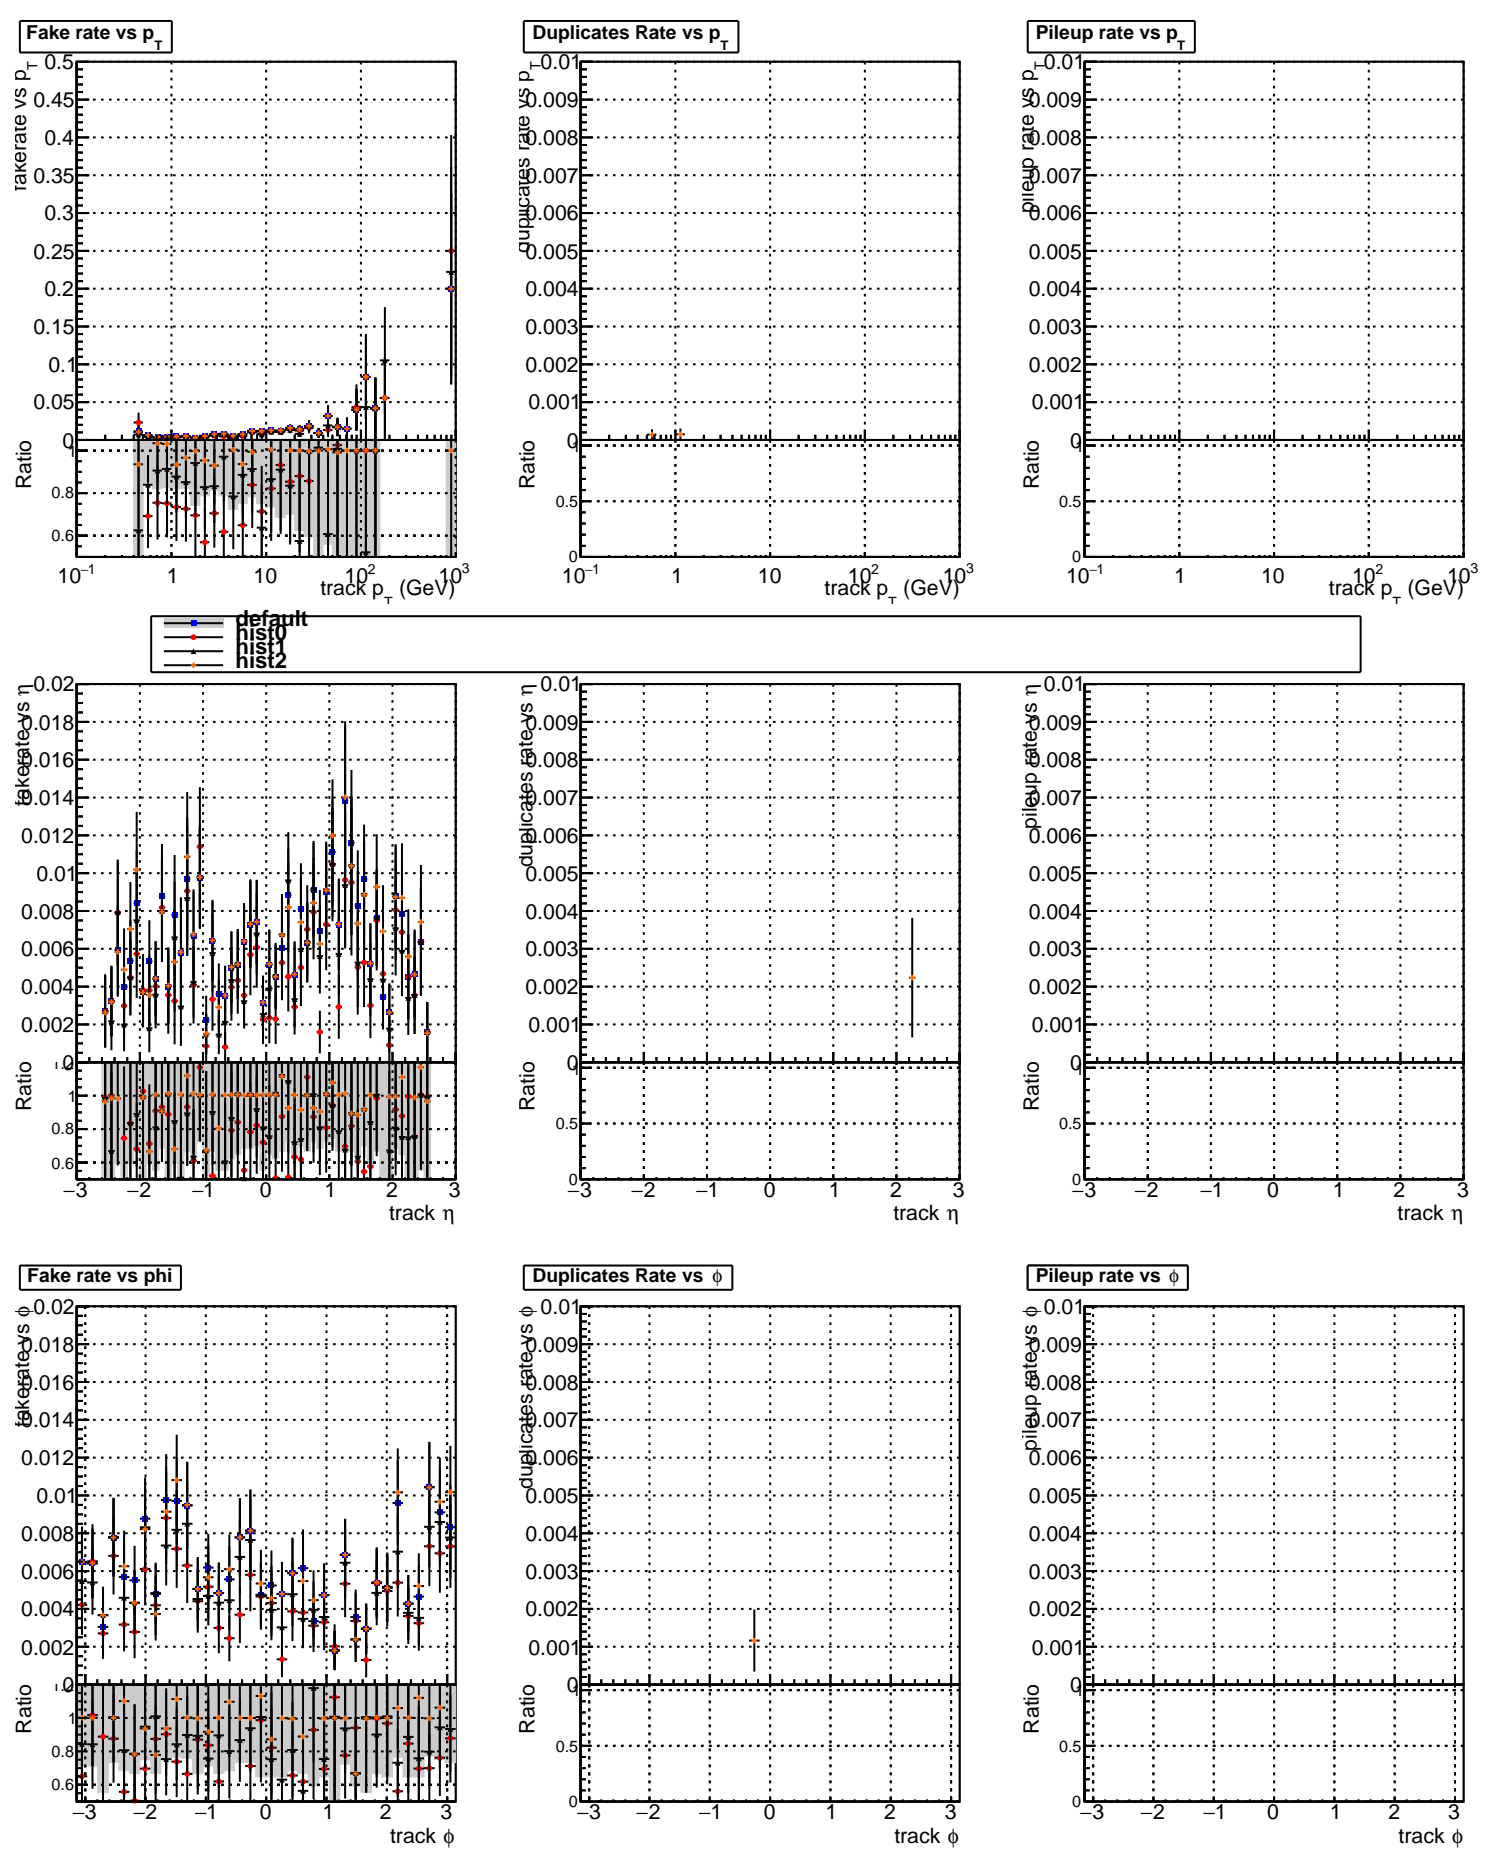 Fake rate vs p_T
Duplicates Rate vs p_T
Pileup rate vs p_T
fakerate vs p_T
0.5
0.45
0.4
0.35
0.3
0.25
0.2
0.15
0.1
0.05
0
Ratio
1
0.8
0.6
10^−1 1 10 10^2 10^3
track p_T (GeV)
duplicates rate vs p_T
0.01
0.009
0.008
0.007
0.006
0.005
0.004
0.003
0.002
0.001
0
Ratio
1
0.5
0
10^−1 1 10 10^2 10^3
track p_T (GeV)
pileup rate vs p_T
0.01
0.009
0.008
0.007
0.006
0.005
0.004
0.003
0.002
0.001
0
Ratio
1
0.5
0
10^−1 1 10 10^2 10^3
track p_T (GeV)
default
hist0
hist1
hist2
fakerate vs η
0.02
0.018
0.016
0.014
0.012
0.01
0.008
0.006
0.004
0.002
0
Ratio
1
0.8
0.6
−3 −2 −1 0 1 2 3
track η
duplicates rate vs η
0.01
0.009
0.008
0.007
0.006
0.005
0.004
0.003
0.002
0.001
0
Ratio
1
0.5
0
−3 −2 −1 0 1 2 3
track η
pileup rate vs η
0.01
0.009
0.008
0.007
0.006
0.005
0.004
0.003
0.002
0.001
0
Ratio
1
0.5
0
−3 −2 −1 0 1 2 3
track η
Fake rate vs phi
Duplicates Rate vs ϕ
Pileup rate vs ϕ
fakerate vs ϕ
0.02
0.018
0.016
0.014
0.012
0.01
0.008
0.006
0.004
0.002
0
Ratio
1
0.8
0.6
−3 −2 −1 0 1 2 3
track ϕ
duplicates rate vs ϕ
0.01
0.009
0.008
0.007
0.006
0.005
0.004
0.003
0.002
0.001
0
Ratio
1
0.5
0
−3 −2 −1 0 1 2 3
track ϕ
pileup rate vs ϕ
0.01
0.009
0.008
0.007
0.006
0.005
0.004
0.003
0.002
0.001
0
Ratio
1
0.5
0
−3 −2 −1 0 1 2 3
track ϕ